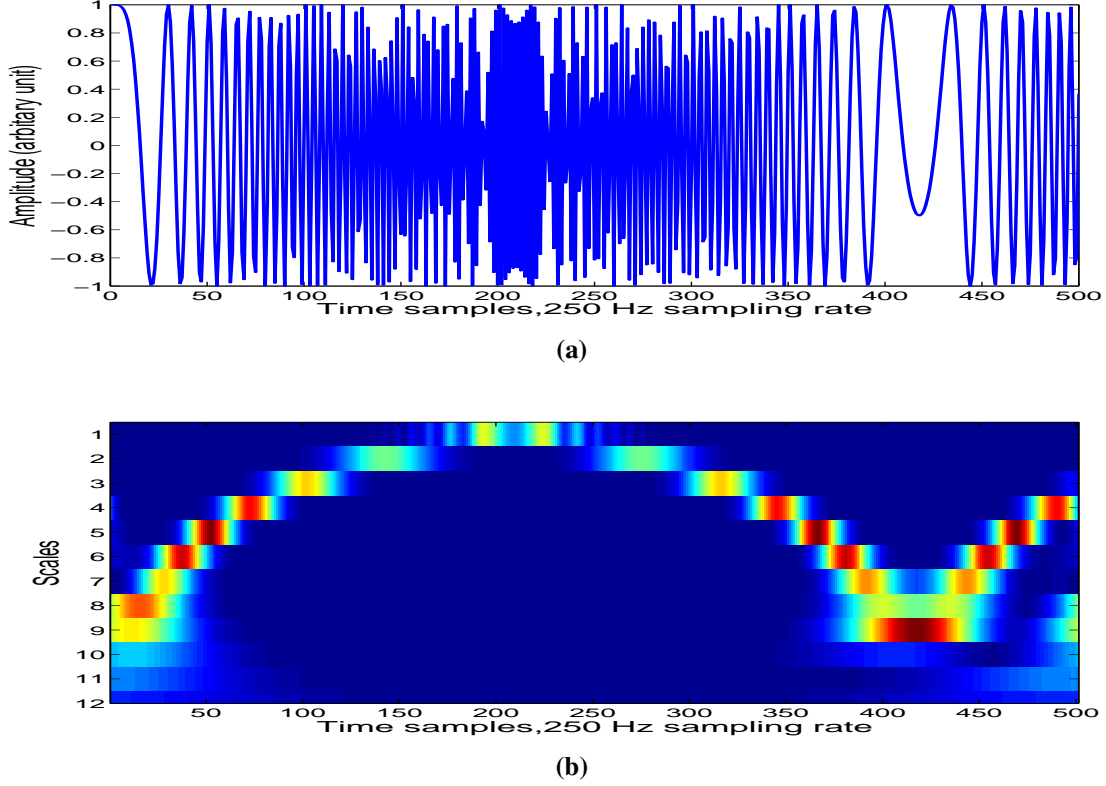 1
0.8
0.6
0.4
0.2
0
−0.2
−0.4
−0.6
−0.8
−1
Amplitude (arbitary unit)
0 50 100 150 200 250 300 350 400 450 500
Time samples,250 Hz sampling rate
(a)
1
2
3
4
5
6
7
8
9
10
11
12
Scales
50 100 150 200 250 300 350 400 450 500
Time samples,250 Hz sampling rate
(b)